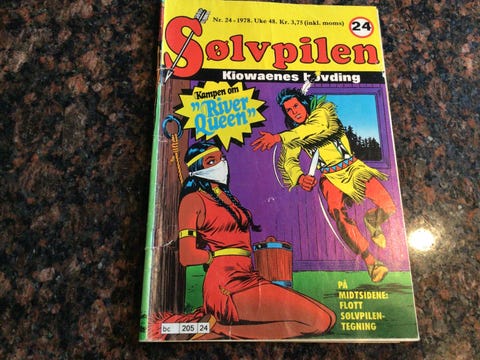 Nr. 24 - 1978. Uke 48. Kr. 3,75 (inkl. moms)
24
Sølvpilen
Kiowaenes høvding
Kampen om
"River
Queen"
PÅ
MIDTSIDENE:
FLOTT
SØLVPILEN-
TEGNING
bc 205 24